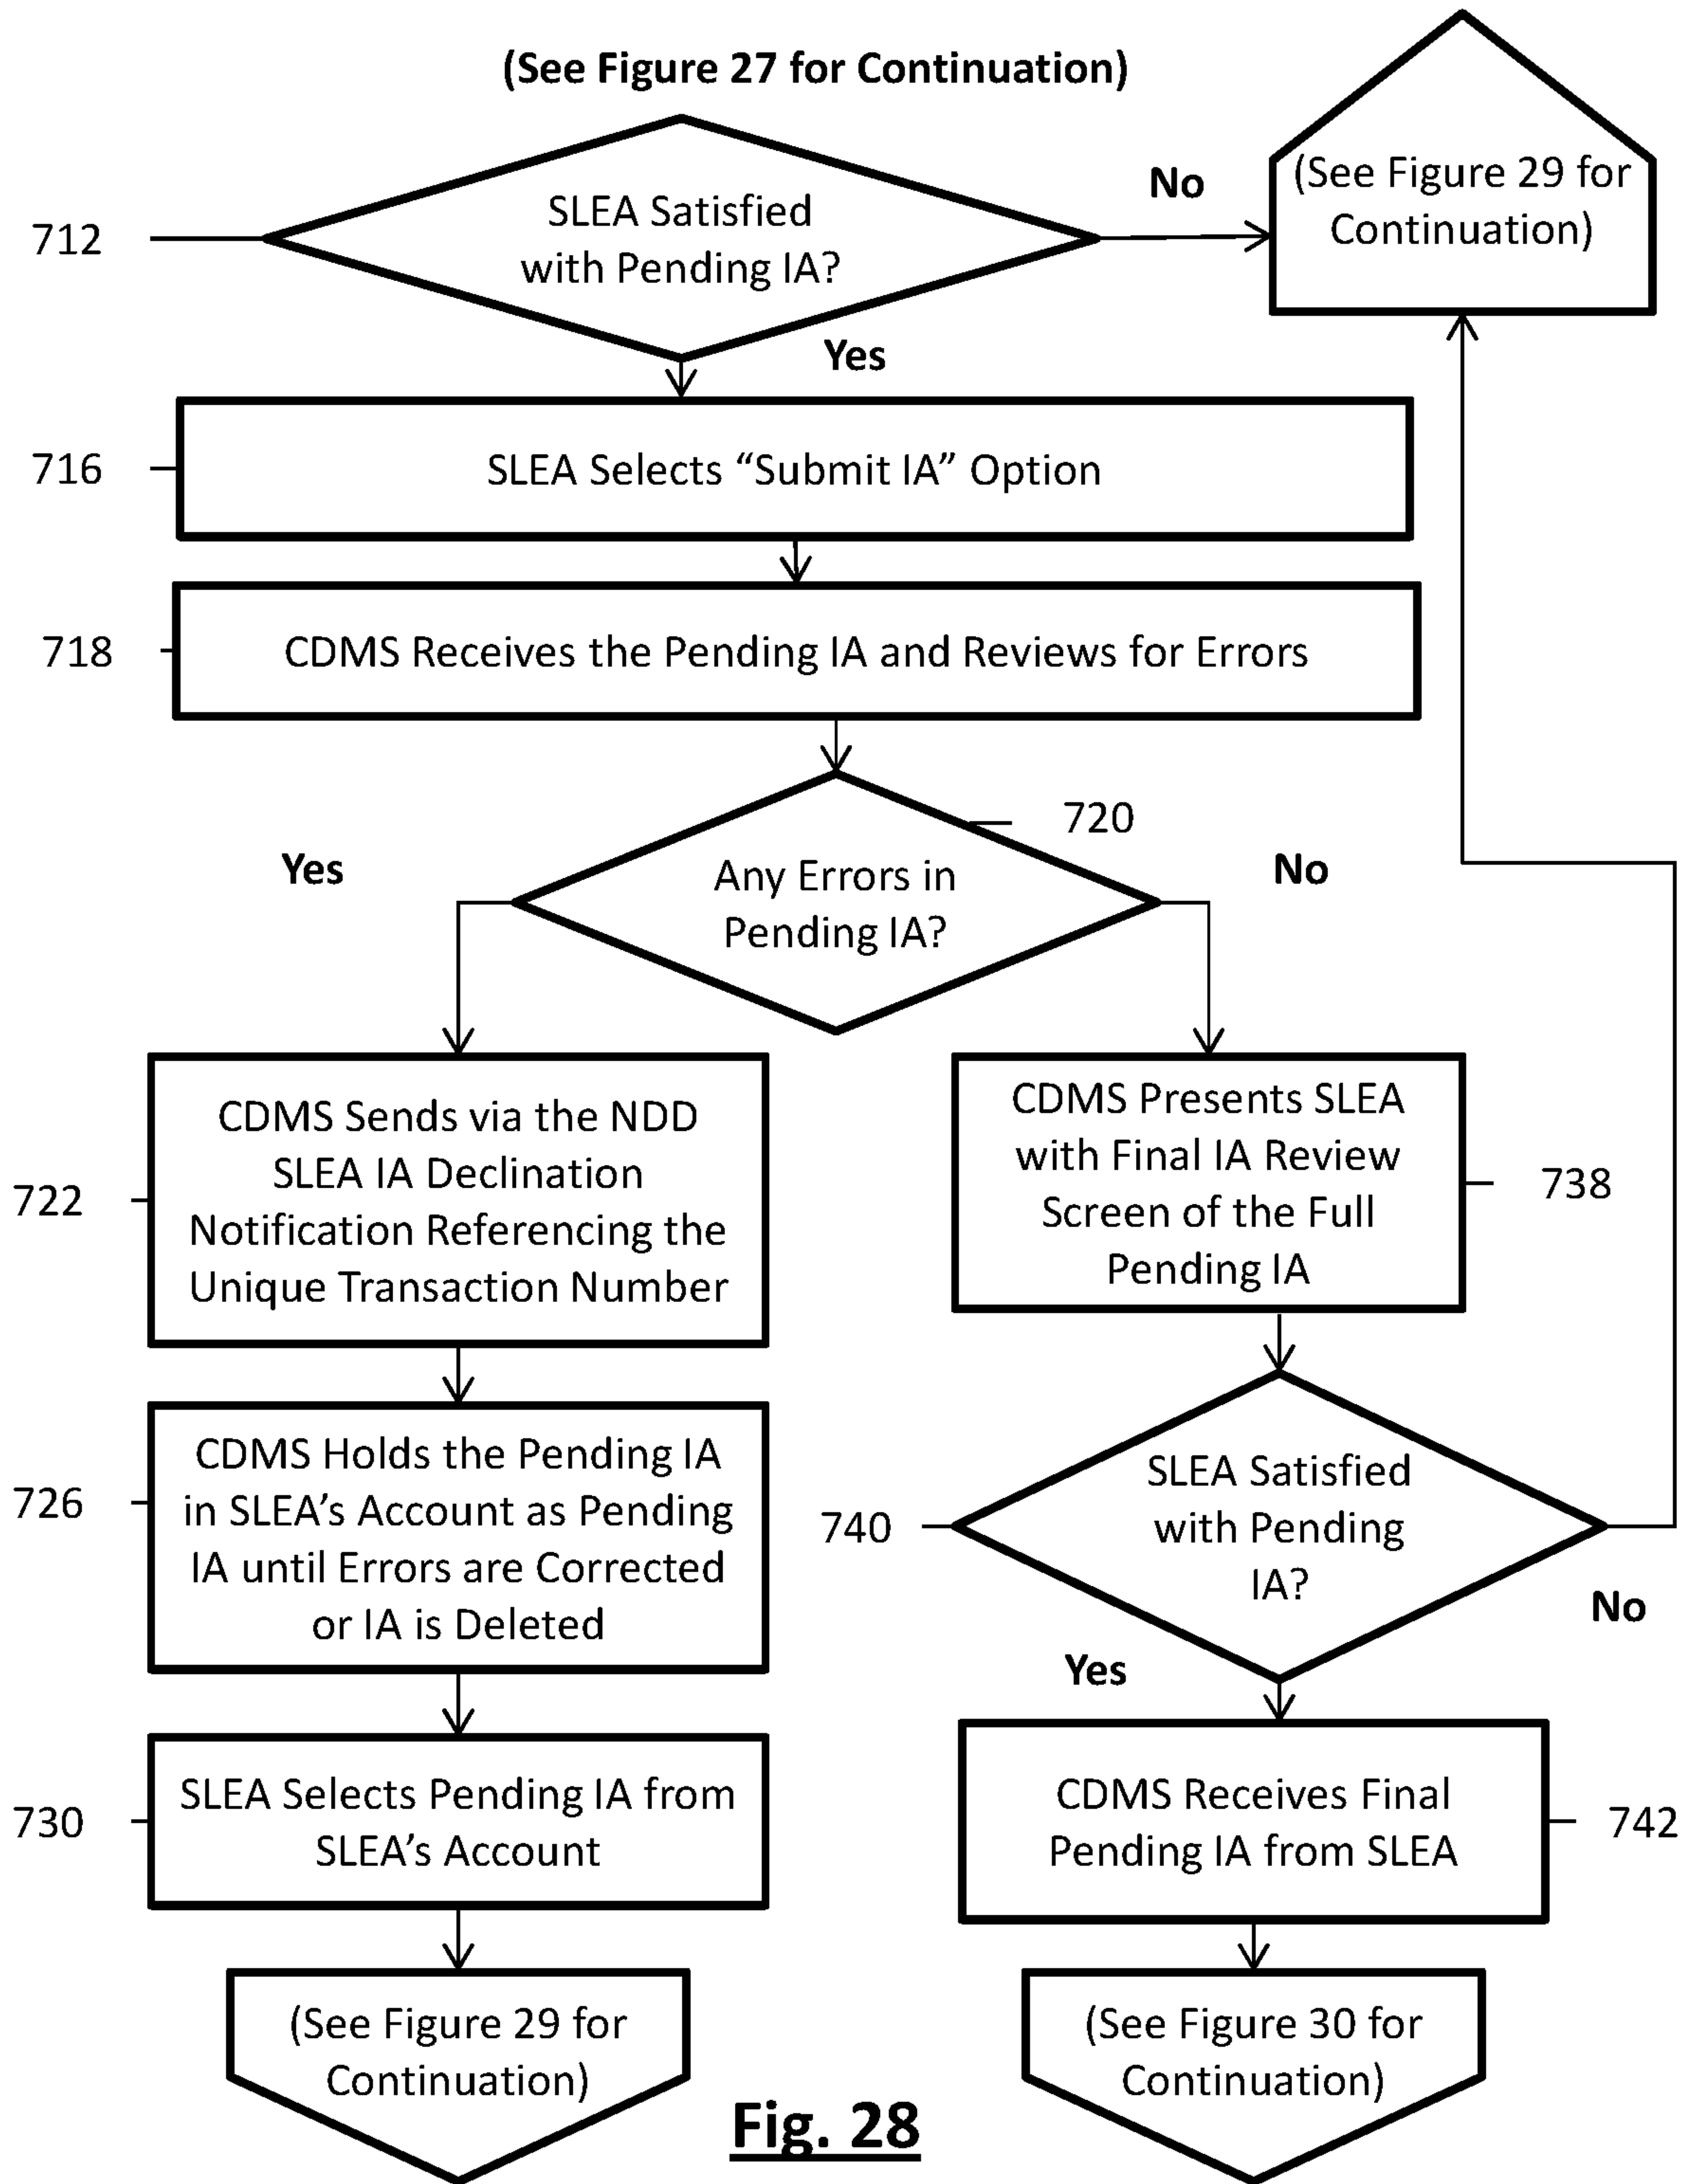 (See Figure 27 for Continuation)
No
(See Figure 29 for
Continuation)
712
SLEA Satisfied
with Pending IA?
Yes
716
SLEA Selects “Submit IA” Option
718
CDMS Receives the Pending IA and Reviews for Errors
720
Yes
Any Errors in
Pending IA?
No
722
CDMS Sends via the NDD
SLEA IA Declination
Notification Referencing the
Unique Transaction Number
CDMS Presents SLEA
with Final IA Review
Screen of the Full
Pending IA
738
726
CDMS Holds the Pending IA
in SLEA’s Account as Pending
IA until Errors are Corrected
or IA is Deleted
740
SLEA Satisfied
with Pending
IA?
No
Yes
730
SLEA Selects Pending IA from
SLEA’s Account
CDMS Receives Final
Pending IA from SLEA
742
(See Figure 29 for
Continuation)
(See Figure 30 for
Continuation)
Fig. 28